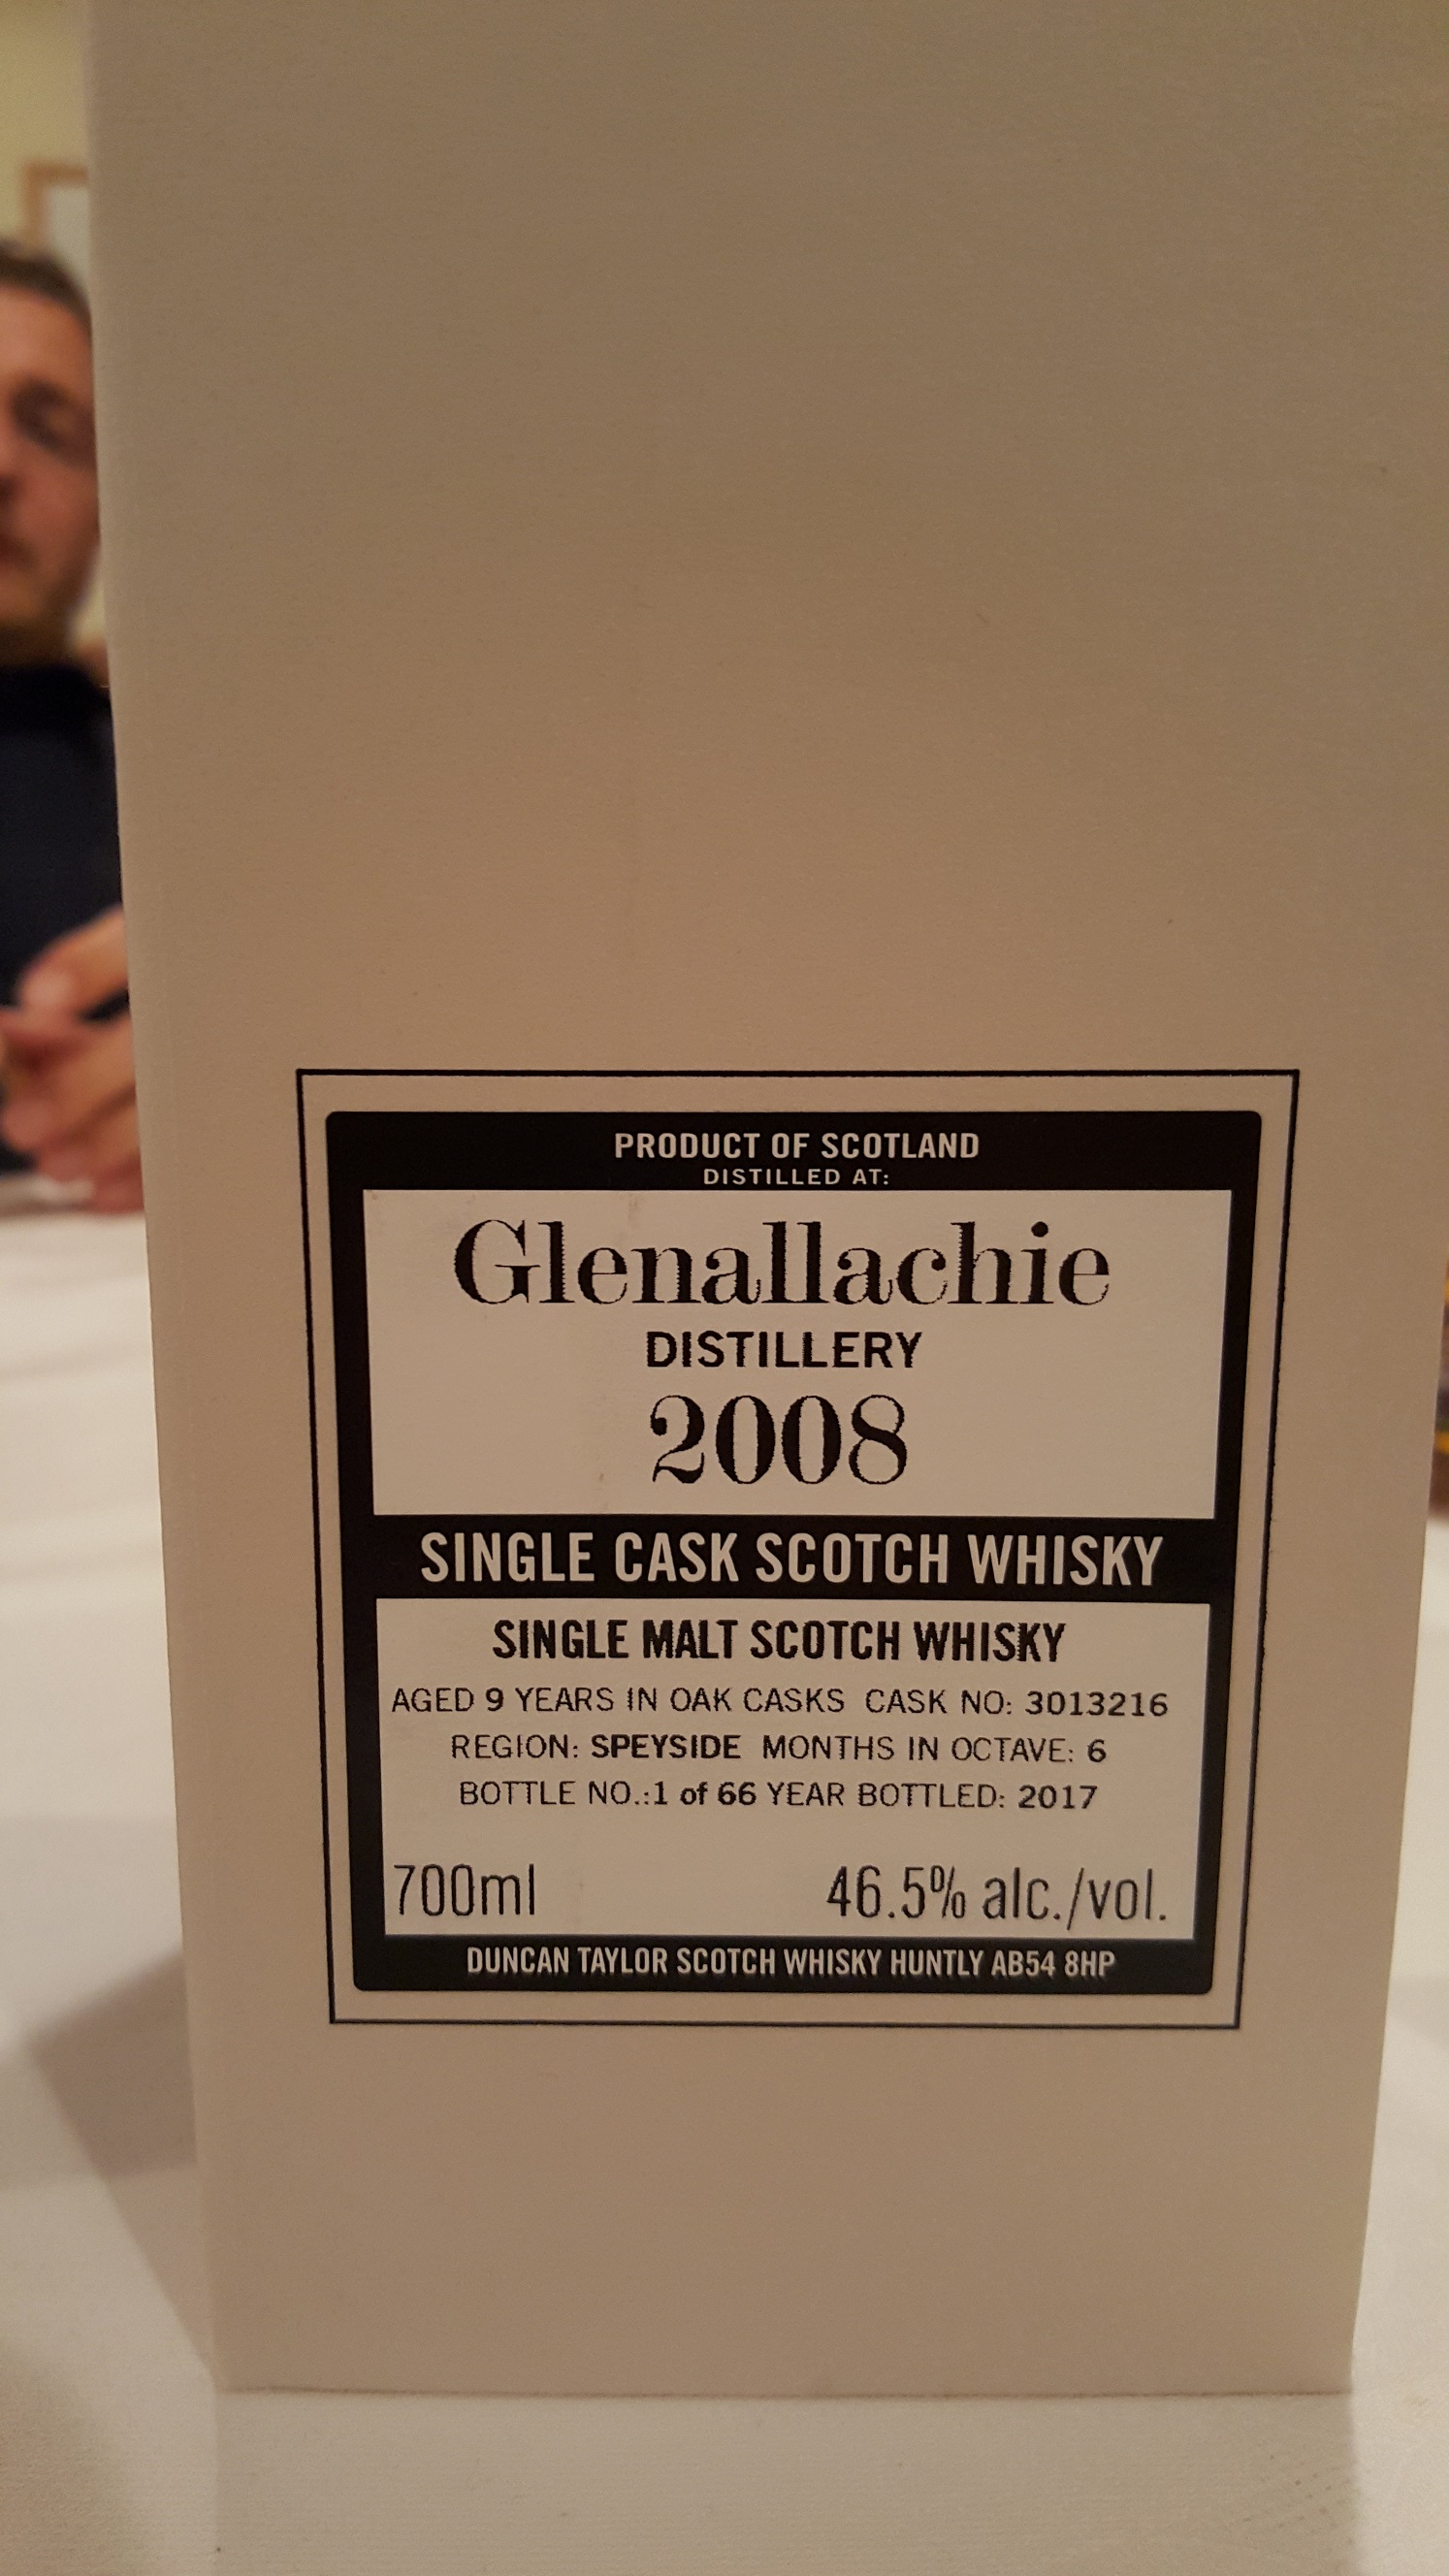 PRODUCT OF SCOTLAND
DISTILLED AT:
Glenallachie
DISTILLERY
2008
SINGLE CASK SCOTCH WHISKY
SINGLE MALT SCOTCH WHISKY
AGED 9 YEARS IN OAK CASKS CASK NO: 3013216
REGION: SPEYSIDE MONTHS IN OCTAVE: 6
BOTTLE NO.:1 of 66 YEAR BOTTLED: 2017
700ml 46.5% alc./vol.
DUNCAN TAYLOR SCOTCH WHISKY HUNTLY AB54 8HP